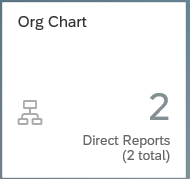 Org Chart
2
Direct Reports
(2 total)